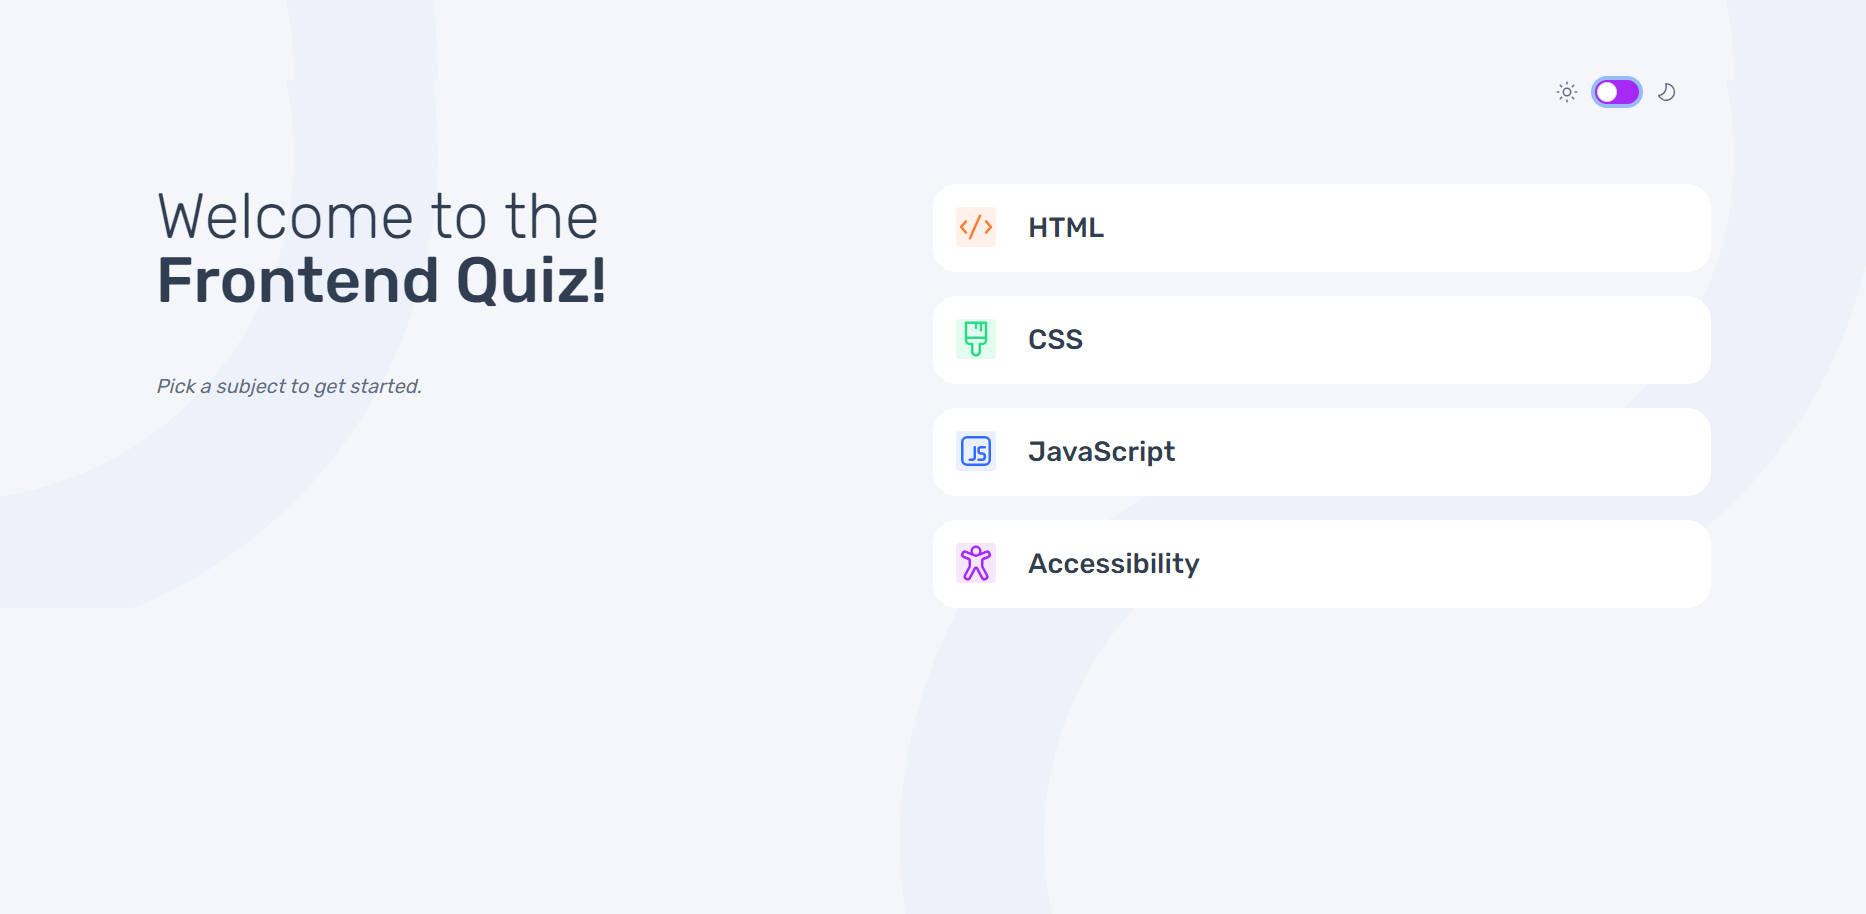 Welcome to the
Frontend Quiz!
Pick a subject to get started.
HTML
CSS
JS
JavaScript
Accessibility